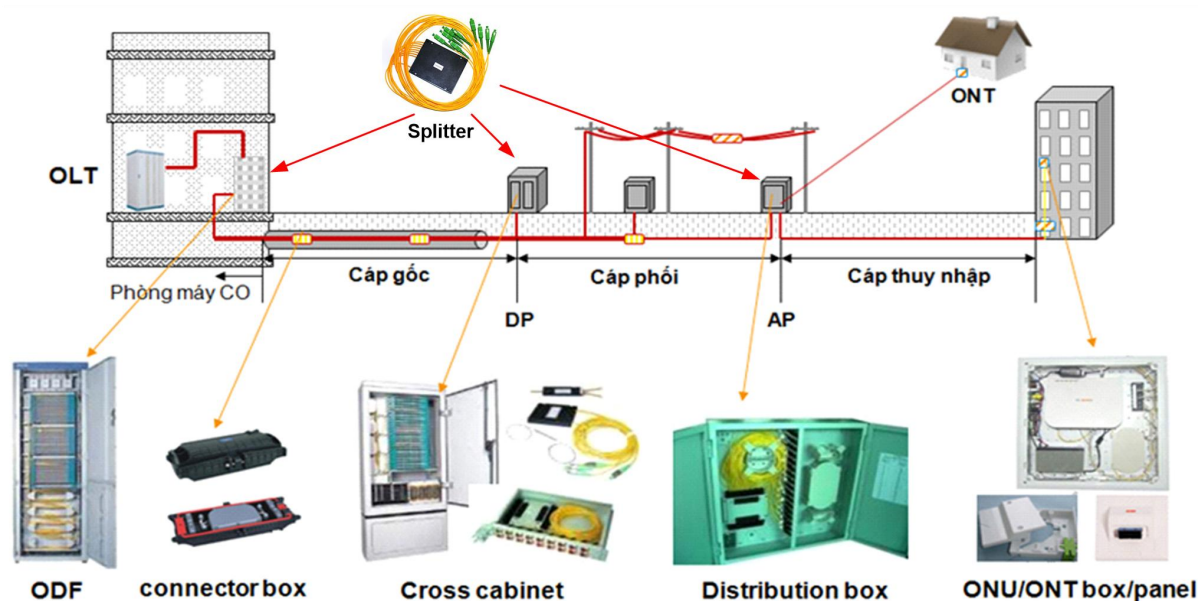 Splitter
ONT
OLT
Phòng máy CO
Cáp gốc
Cáp phối
Cáp thuy nhập
DP
AP
ODF
connector box
Cross cabinet
Distribution box
ONU/ONT box/panel